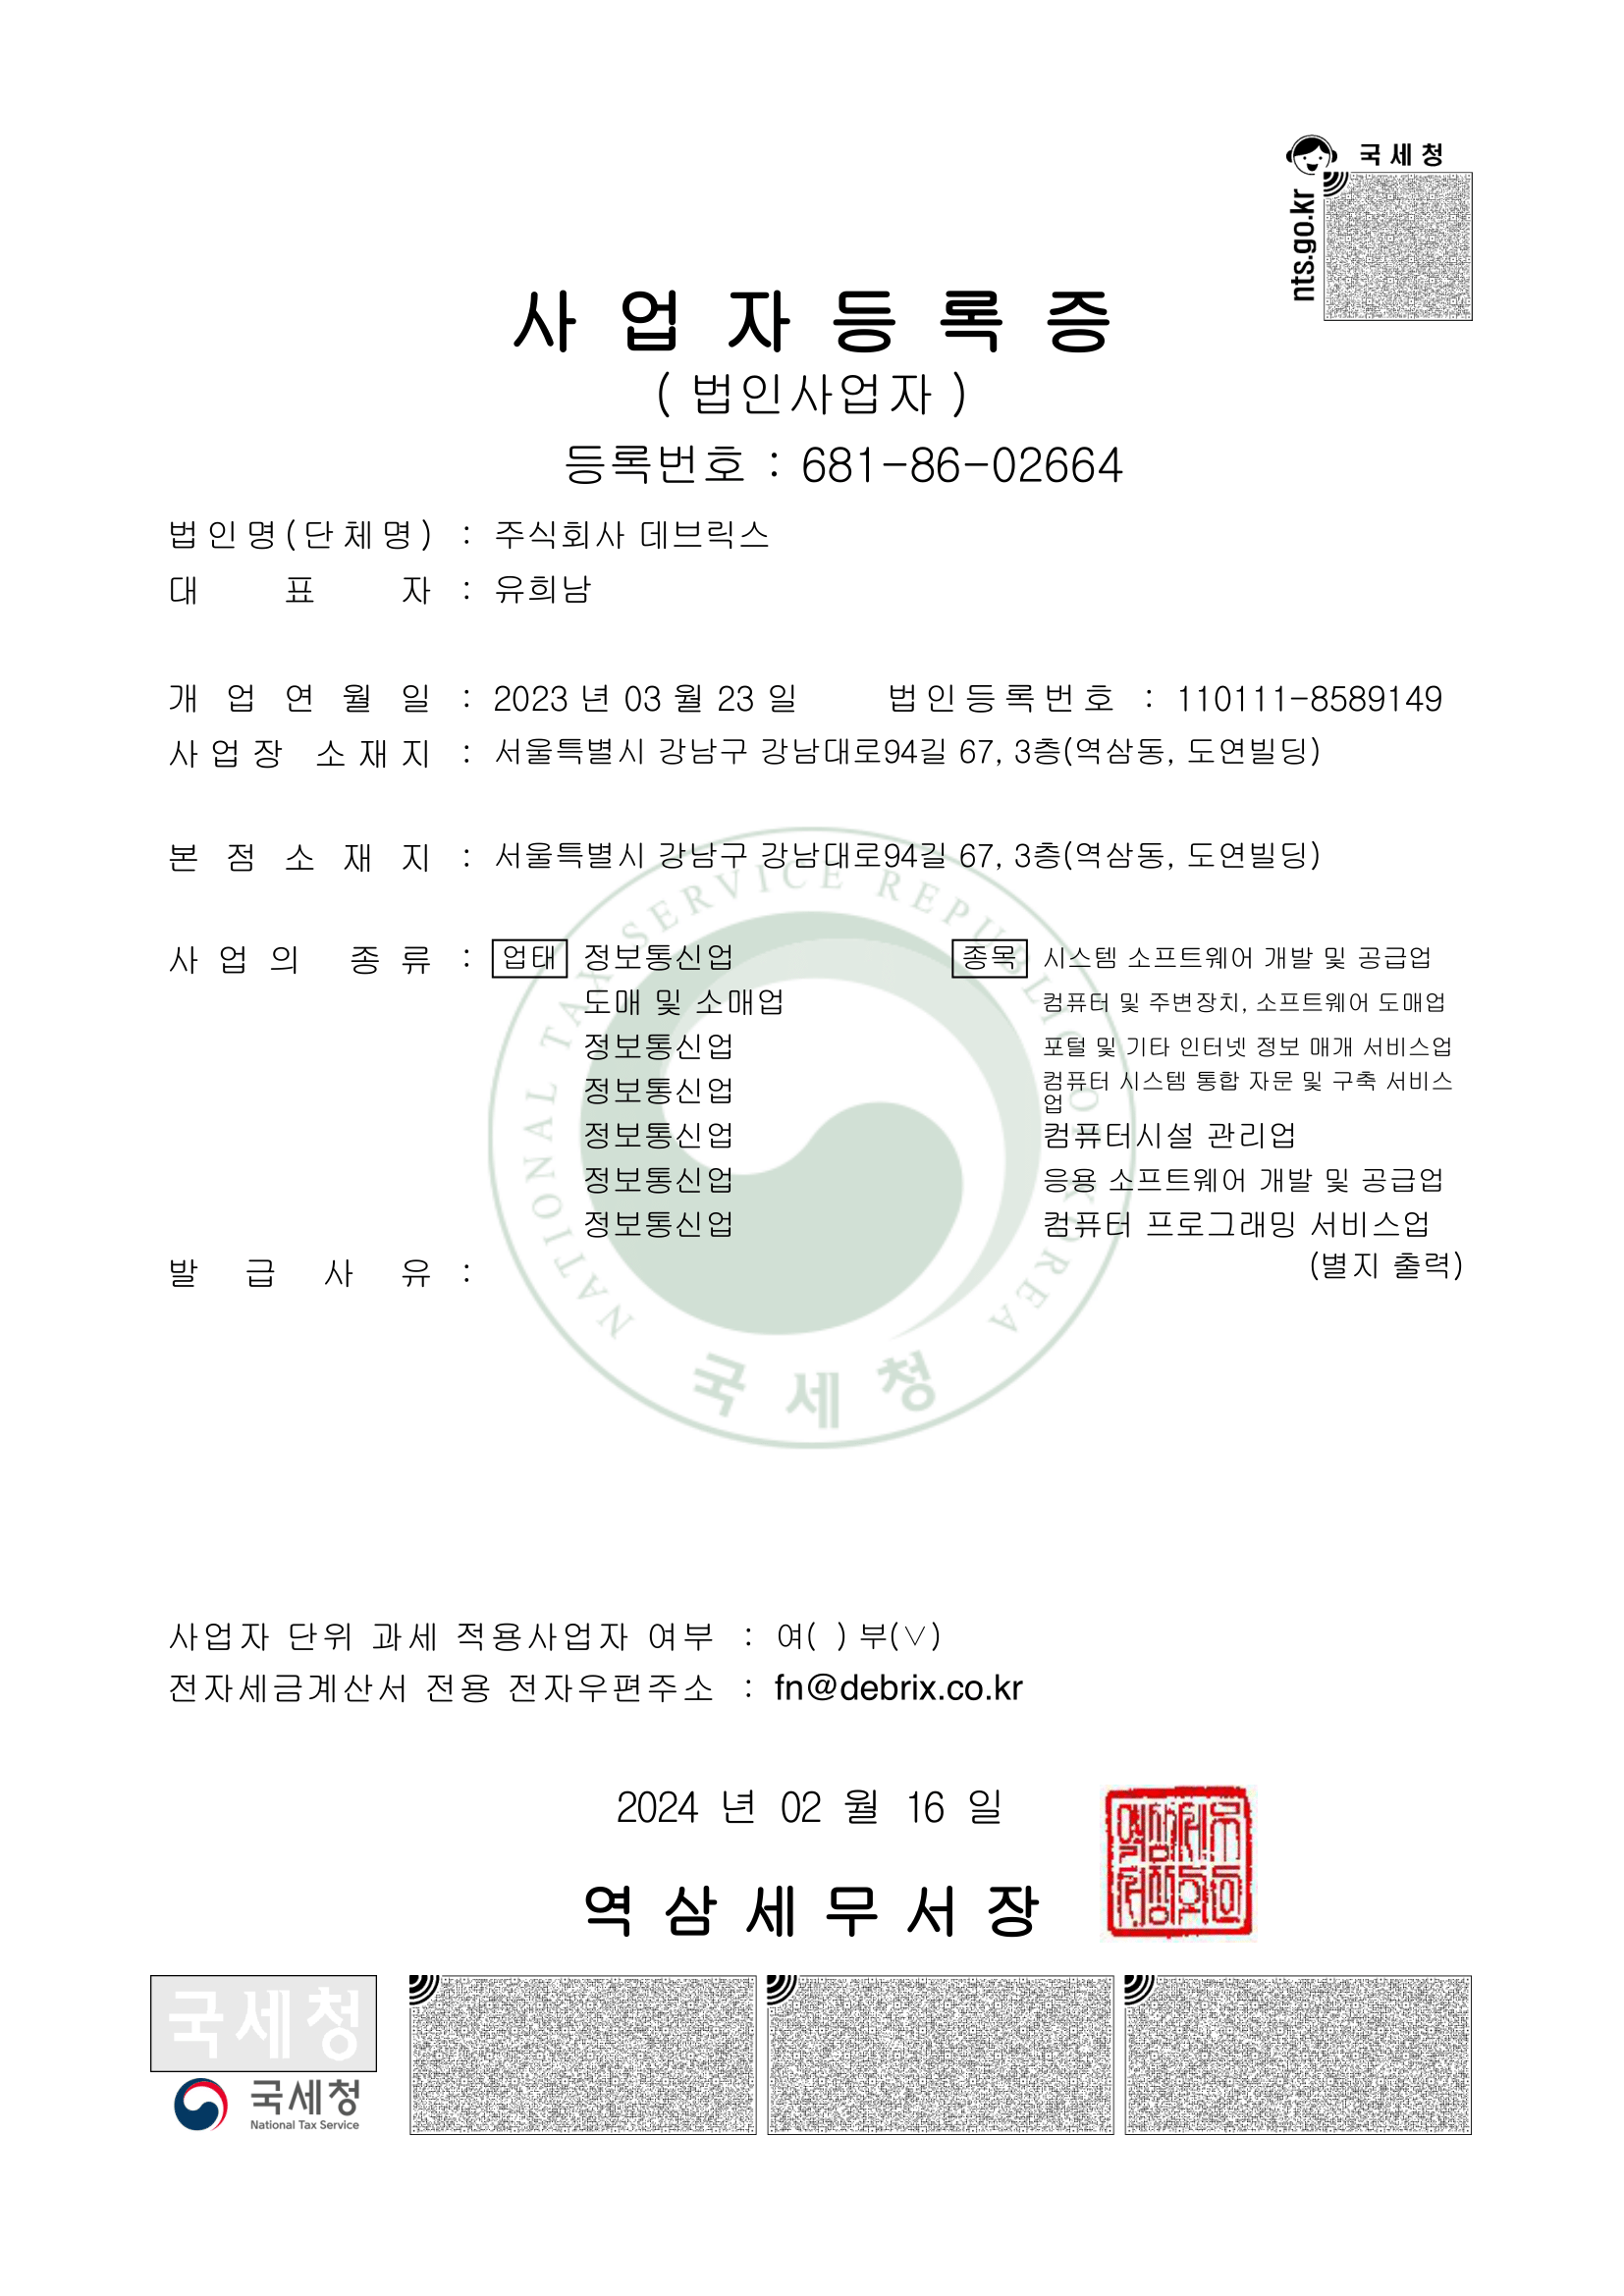 국세청
nts.go.kr
사업자등록증
( 법인사업자 )
등록번호 : 681-86-02664
법인명(단체명) : 주식회사 데브릭스
대표자 : 유희남
개업연월일 : 2023 년 03 월 23 일 법인등록번호 : 110111-8589149
사업장 소재지 : 서울특별시 강남구 강남대로94길 67, 3층(역삼동, 도연빌딩)
본점소재지 : 서울특별시 강남구 강남대로94길 67, 3층(역삼동, 도연빌딩)
사업의 종류 : 업태 정보통신업 종목 시스템 소프트웨어 개발 및 공급업
도매 및 소매업 컴퓨터 및 주변장치, 소프트웨어 도매업
정보통신업 포털 및 기타 인터넷 정보 매개 서비스업
정보통신업 컴퓨터 시스템 통합 자문 및 구축 서비스
업
정보통신업 컴퓨터시설 관리업
정보통신업 응용 소프트웨어 개발 및 공급업
정보통신업 컴퓨터 프로그래밍 서비스업
(별지 출력)
발급사유 :
NATIONAL TAX SERVICE REPUBLIC OF KOREA
국세청
사업자 단위 과세 적용사업자 여부 : 여( ) 부(∨)
전자세금계산서 전용 전자우편주소 : fn@debrix.co.kr
2024 년 02 월 16 일
역삼세무서장
국세청
국세청
National Tax Service